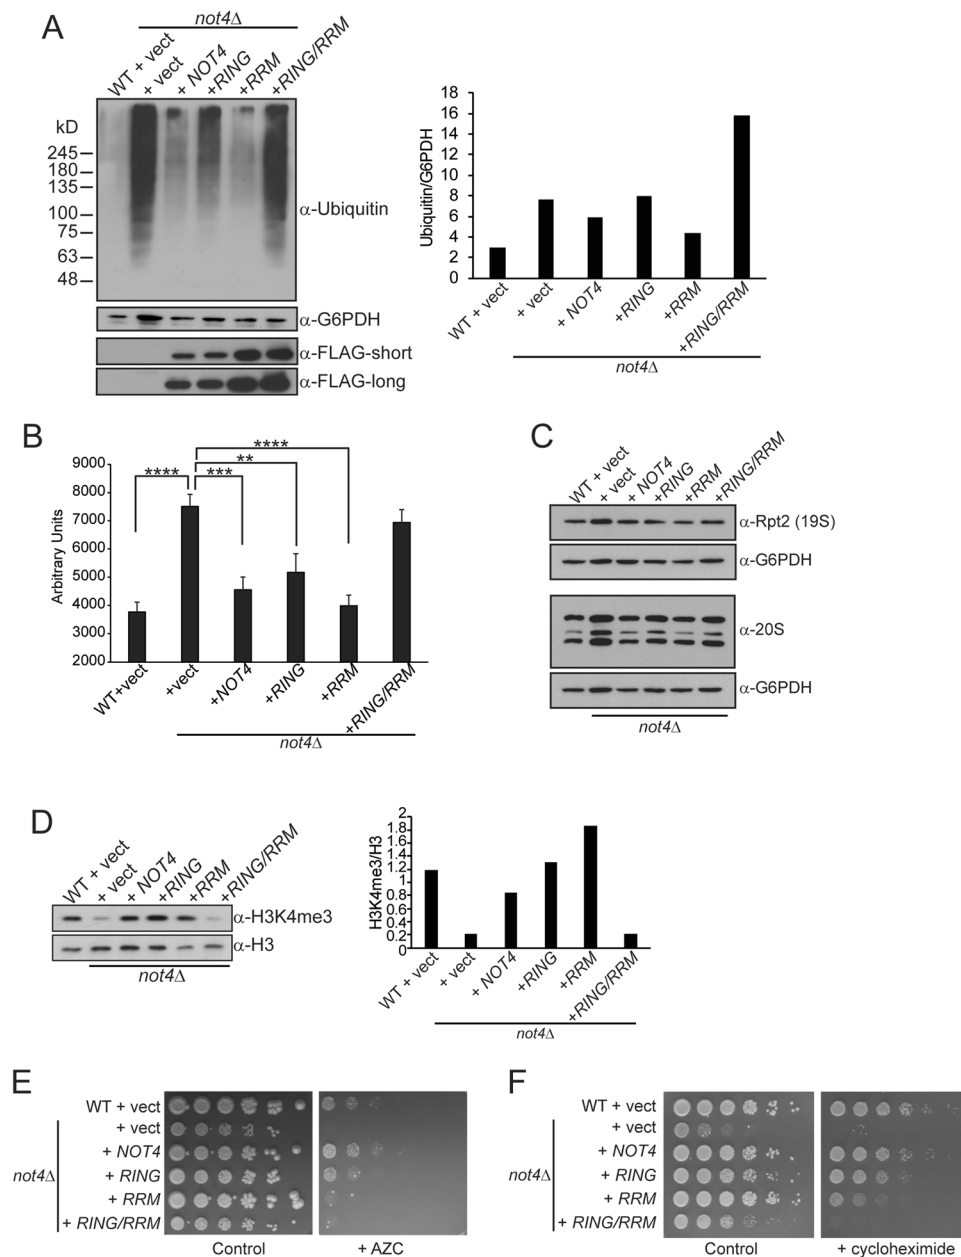 A
not4Δ
WT + vect
+ vect
+ NOT4
+RING
+RRM
+RING/RRM
kD
245
180
135
100
75
63
48
α-Ubiquitin
α-G6PDH
α-FLAG-short
α-FLAG-long
Ubiquitin/G6PDH
18
16
14
12
10
8
6
4
2
0
WT + vect
+ vect
+ NOT4
+RING
+RRM
+RING/RRM
not4Δ
B
Arbitrary Units
9000
8000
7000
6000
5000
4000
3000
2000
****
**
****
***
WT+vect
+vect
+NOT4
+RING
+RRM
+RING/RRM
not4Δ
C
WT + vect
+ vect
+ NOT4
+RING
+RRM
+RING/RRM
α-Rpt2 (19S)
α-G6PDH
α-20S
α-G6PDH
not4Δ
D
WT + vect
+ vect
+ NOT4
+RING
+RRM
+RING/RRM
α-H3K4me3
α-H3
not4Δ
H3K4me3/H3
2
1.8
1.6
1.2
1
0.8
0.6
0.4
0.2
0
WT + vect
+ vect
+ NOT4
+RING
+RRM
+RING/RRM
not4Δ
E
WT + vect
+ vect
+ NOT4
+ RING
+ RRM
+ RING/RRM
not4Δ
Control
+ AZC
F
WT + vect
+ vect
+ NOT4
+ RING
+ RRM
+ RING/RRM
not4Δ
Control
+ cycloheximide